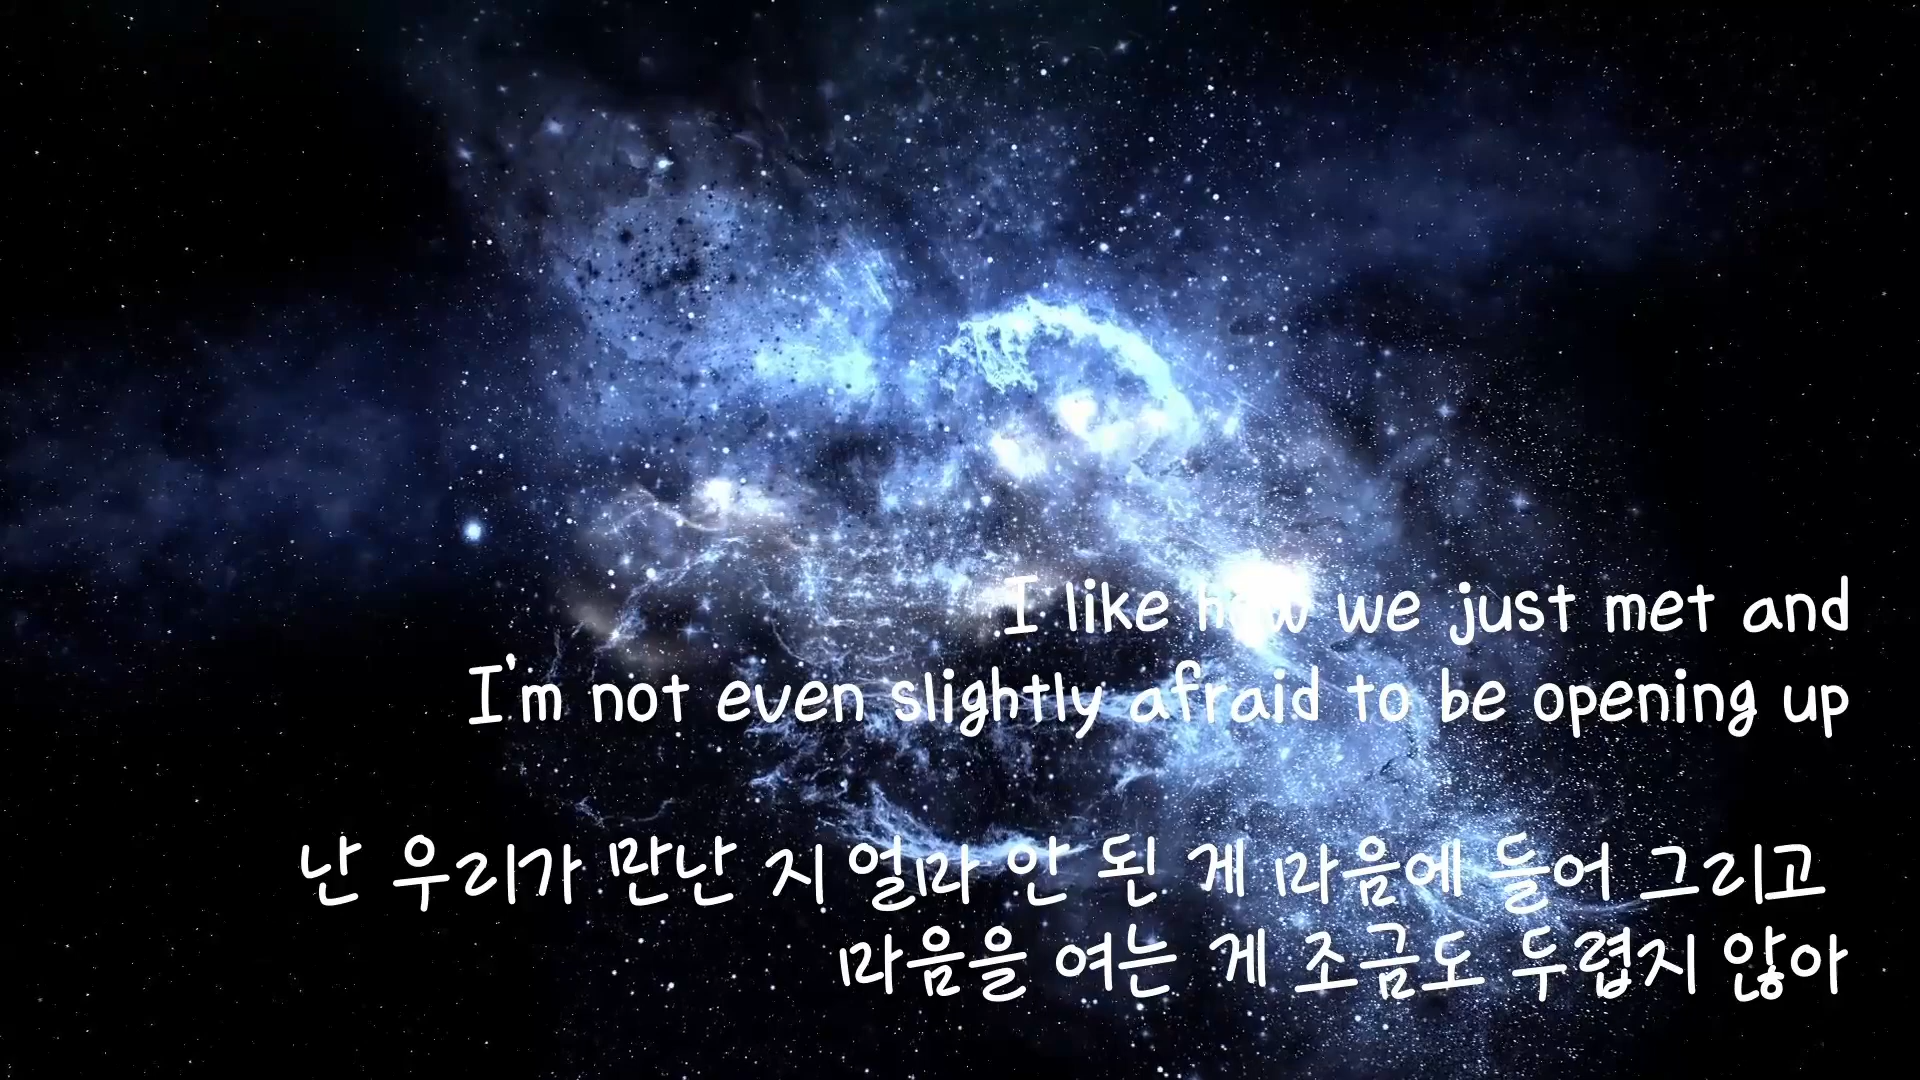 I like how we just met and
I'm not even slightly afraid to be opening up
난 우리가 만난 지 얼마 안 된 게 마음에 들어 그리고
마음을 여는 게 조금도 두렵지 않아